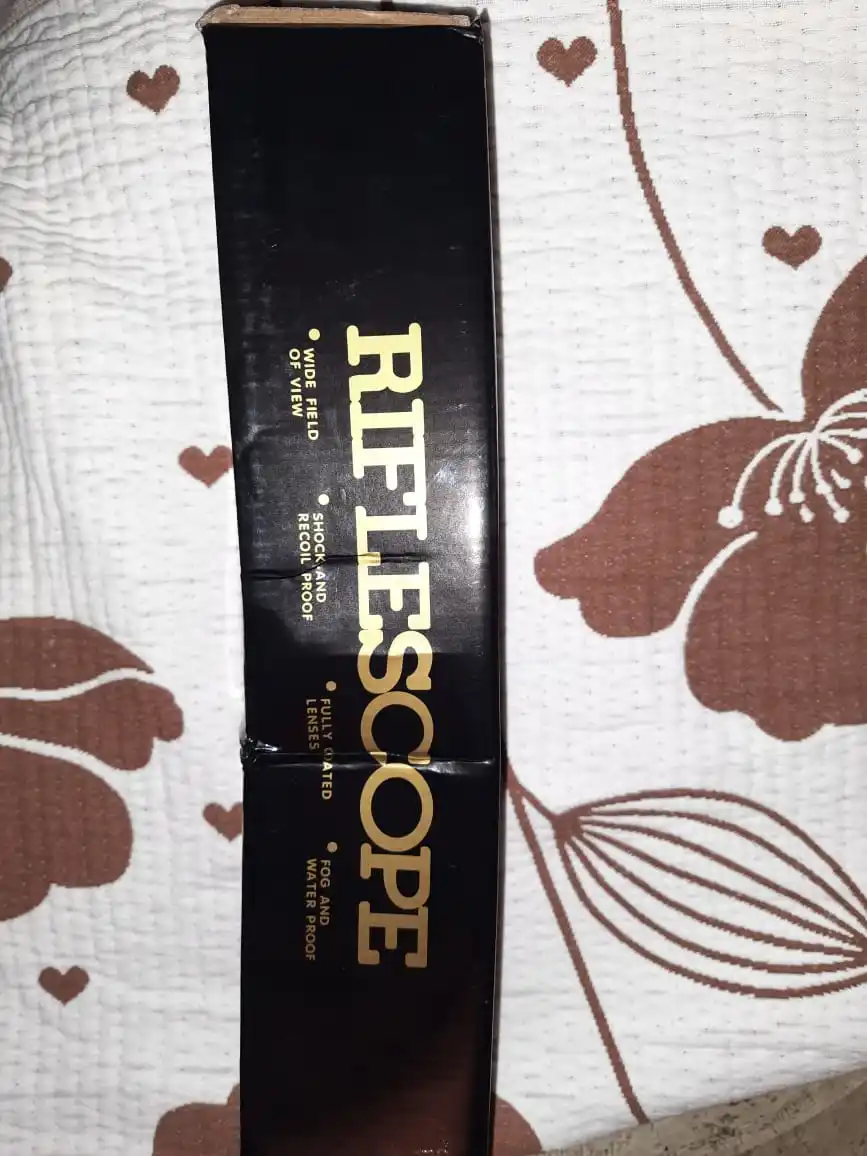 RIFLESCOPE
WIDE FIELD
OF VIEW
SHOCK AND
RECOIL PROOF
FULLY
LENSES
FOG AND
WATER PROOF